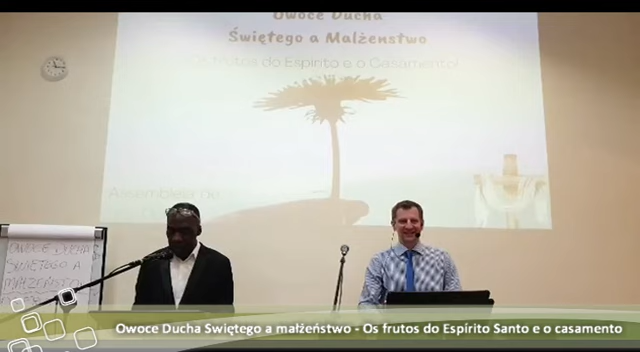 Owoce Ducha
Świętego a Małżenstwo
Os frutos do Espírito e o Casamento!
Assembleia de
OWOCE DUCHA
ŚWIĘTEGO A
Owoce Ducha Świętego a małżeństwo - Os frutos do Espírito Santo e o casamento